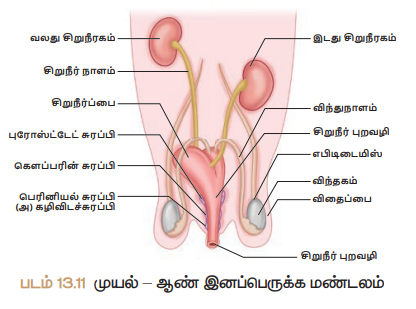 வலது சிறுநீரகம்
சிறுநீர் நாளம்
சிறுநீர்ப்பை
புரோஸ்ட்டேட் சுரப்பி
கௌப்பரின் சுரப்பி
பெரினியல் சுரப்பி
(அ) கழிவிடச்சுரப்பி
இடது சிறுநீரகம்
விந்துநாளம்
சிறுநீர் புறவழி
எபிடிடைமிஸ்
விந்தகம்
விதைப்பை
சிறுநீர் புறவழி
படம் 13.11 முயல் – ஆண் இனப்பெருக்க மண்டலம்